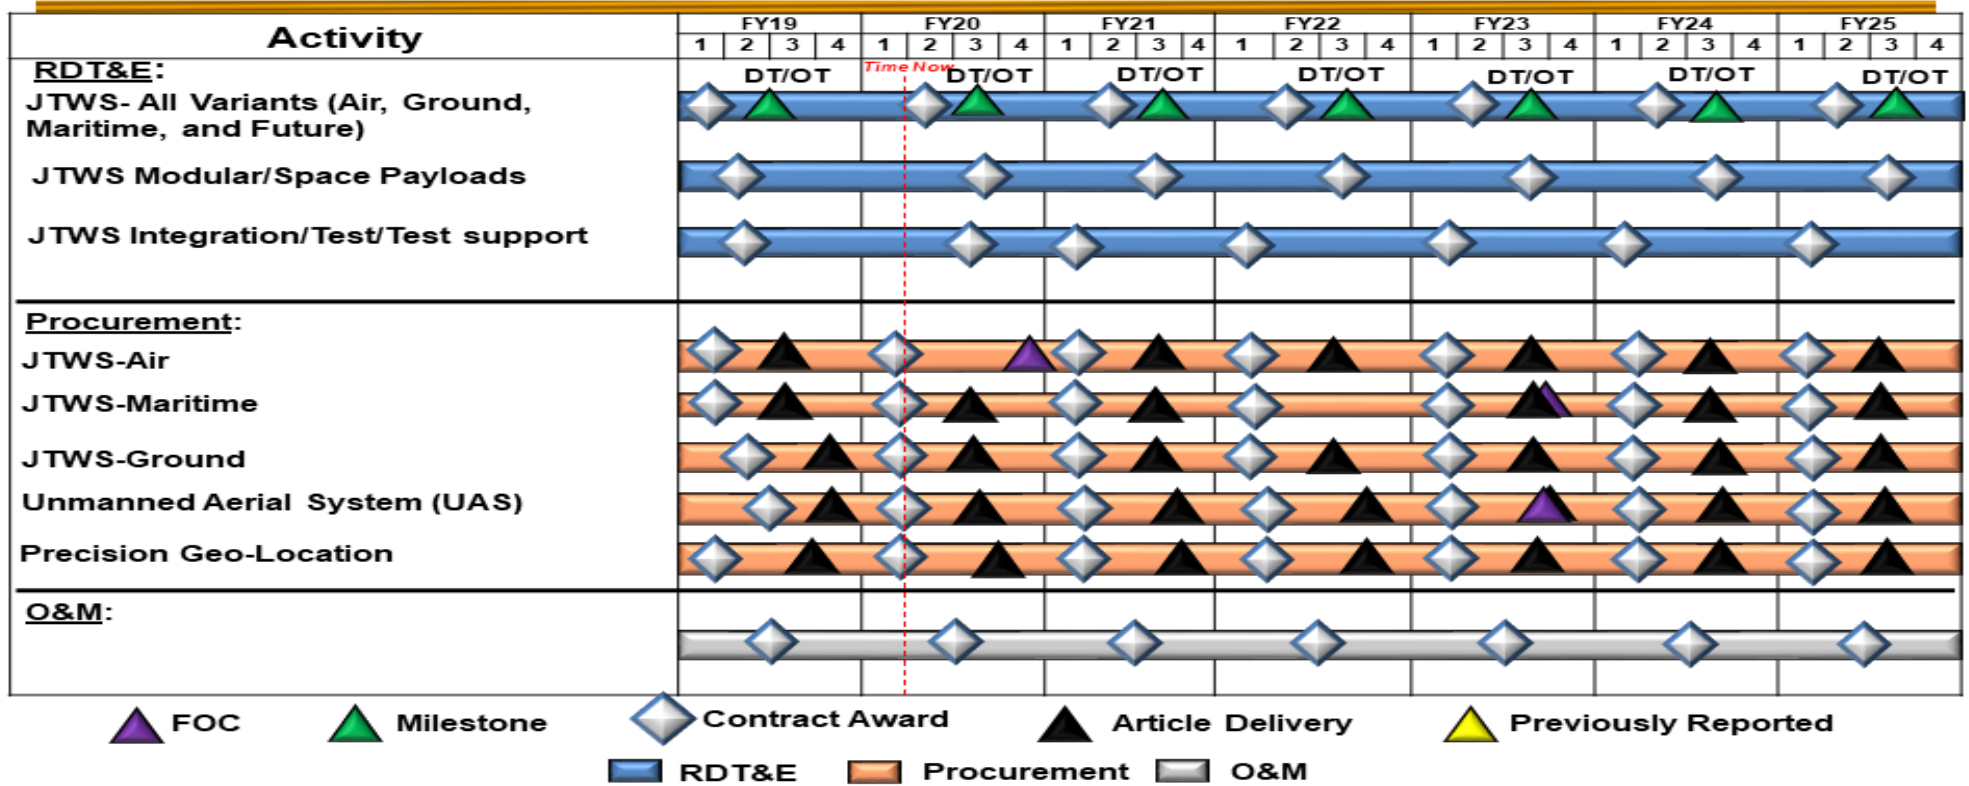 Activity
FY19 FY20 FY21 FY22 FY23 FY24 FY25
1 2 3 4 1 2 3 4 1 2 3 4 1 2 3 4 1 2 3 4 1 2 3 4 1 2 3 4
RDT&E:
Time Now
DT/OT DT/OT DT/OT DT/OT DT/OT DT/OT DT/OT
JTWS- All Variants (Air, Ground,
Maritime, and Future)
JTWS Modular/Space Payloads
JTWS Integration/Test/Test support
Procurement:
JTWS-Air
JTWS-Maritime
JTWS-Ground
Unmanned Aerial System (UAS)
Precision Geo-Location
O&M:
FOC Milestone Contract Award Article Delivery Previously Reported
RDT&E Procurement O&M